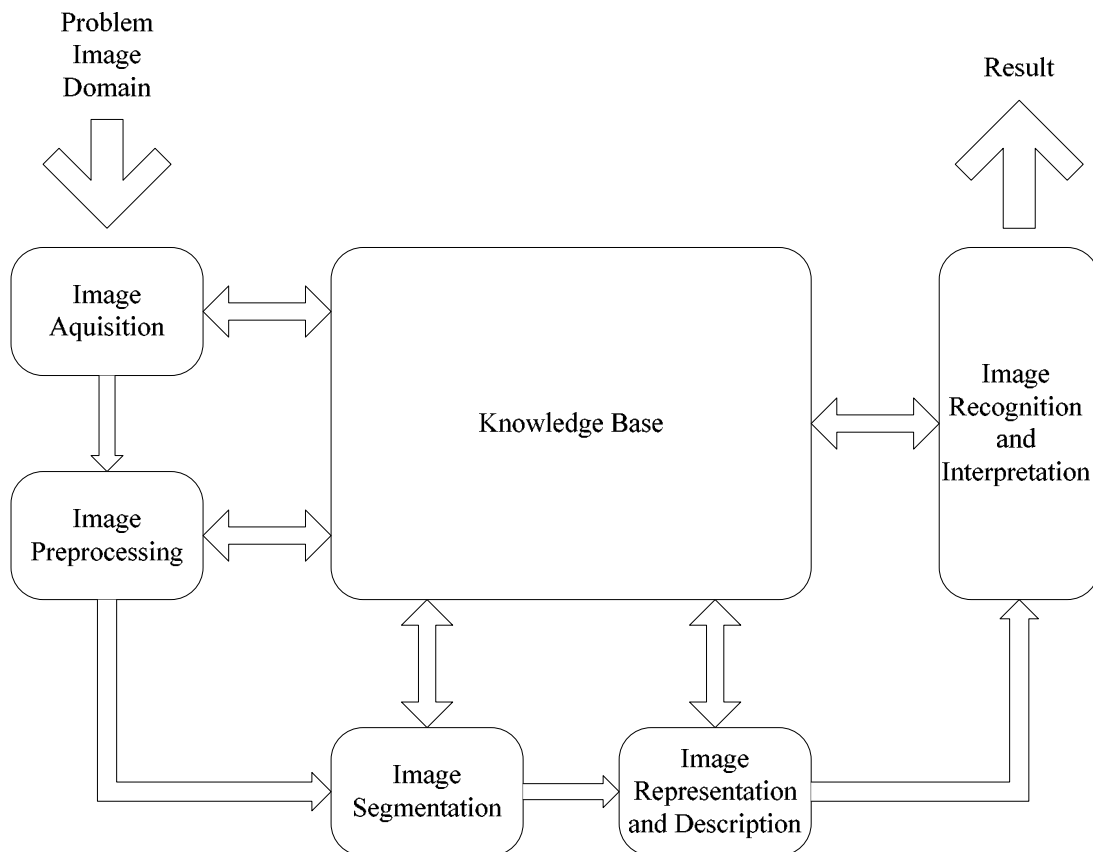 Problem
Image
Domain
Result
Image
Aquisition
Knowledge Base
Image
Recognition
and
Interpretation
Image
Preprocessing
Image
Segmentation
Image
Representation
and Description